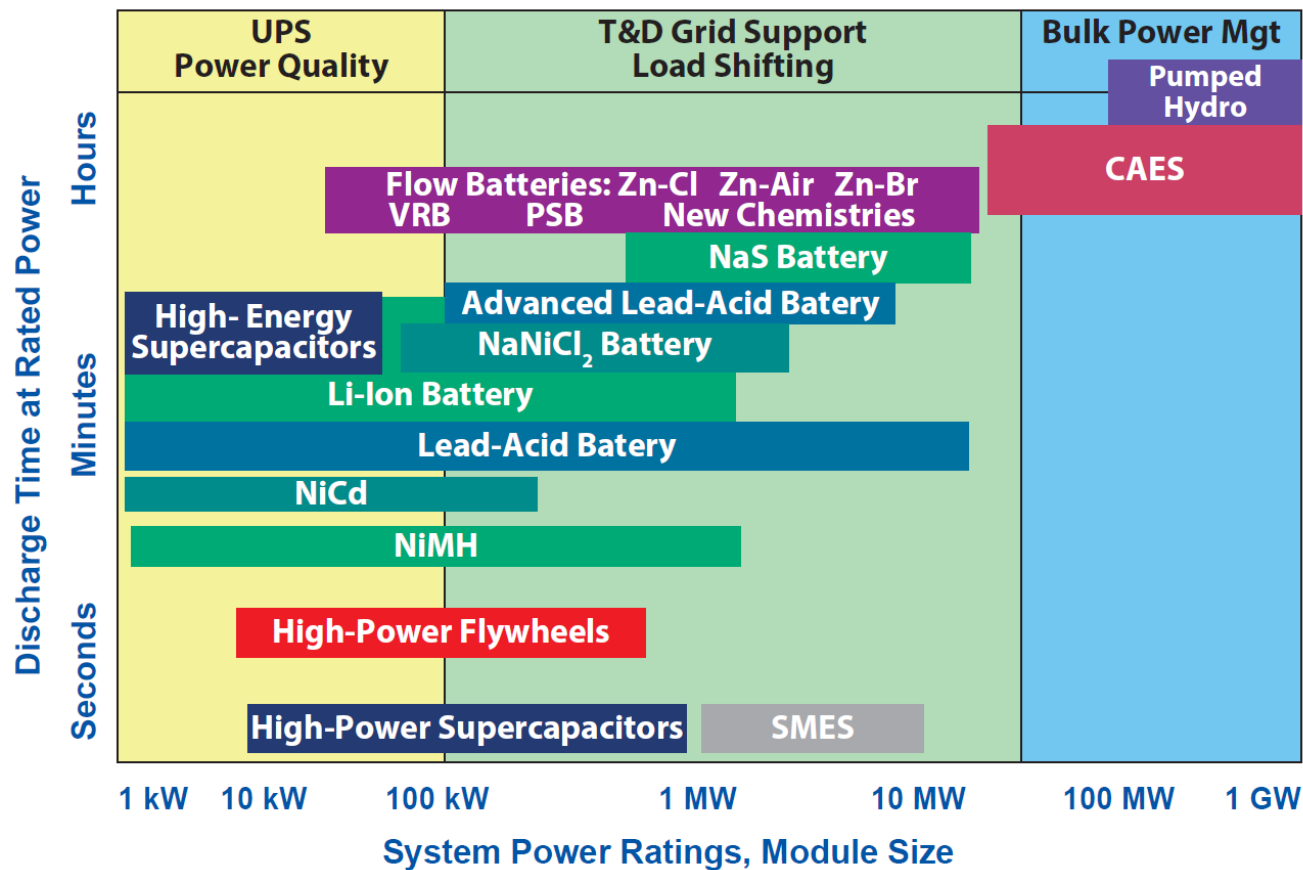 UPS
Power Quality
T&D Grid Support
Load Shifting
Bulk Power Mgt
Pumped
Hydro
CAES
Flow Batteries: Zn-Cl Zn-Air Zn-Br
VRB PSB New Chemistries
NaS Battery
Advanced Lead-Acid Batery
High- Energy
Supercapacitors
NaNiCl₂ Battery
Li-Ion Battery
Lead-Acid Batery
NiCd
NiMH
High-Power Flywheels
High-Power Supercapacitors
SMES
Discharge Time at Rated Power
Hours
Minutes
Seconds
1 kW 10 kW 100 kW 1 MW 10 MW 100 MW 1 GW
System Power Ratings, Module Size